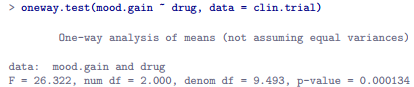 > oneway.test(mood.gain ~ drug, data = clin.trial)
One-way analysis of means (not assuming equal variances)
data: mood.gain and drug
F = 26.322, num df = 2.000, denom df = 9.493, p-value = 0.000134